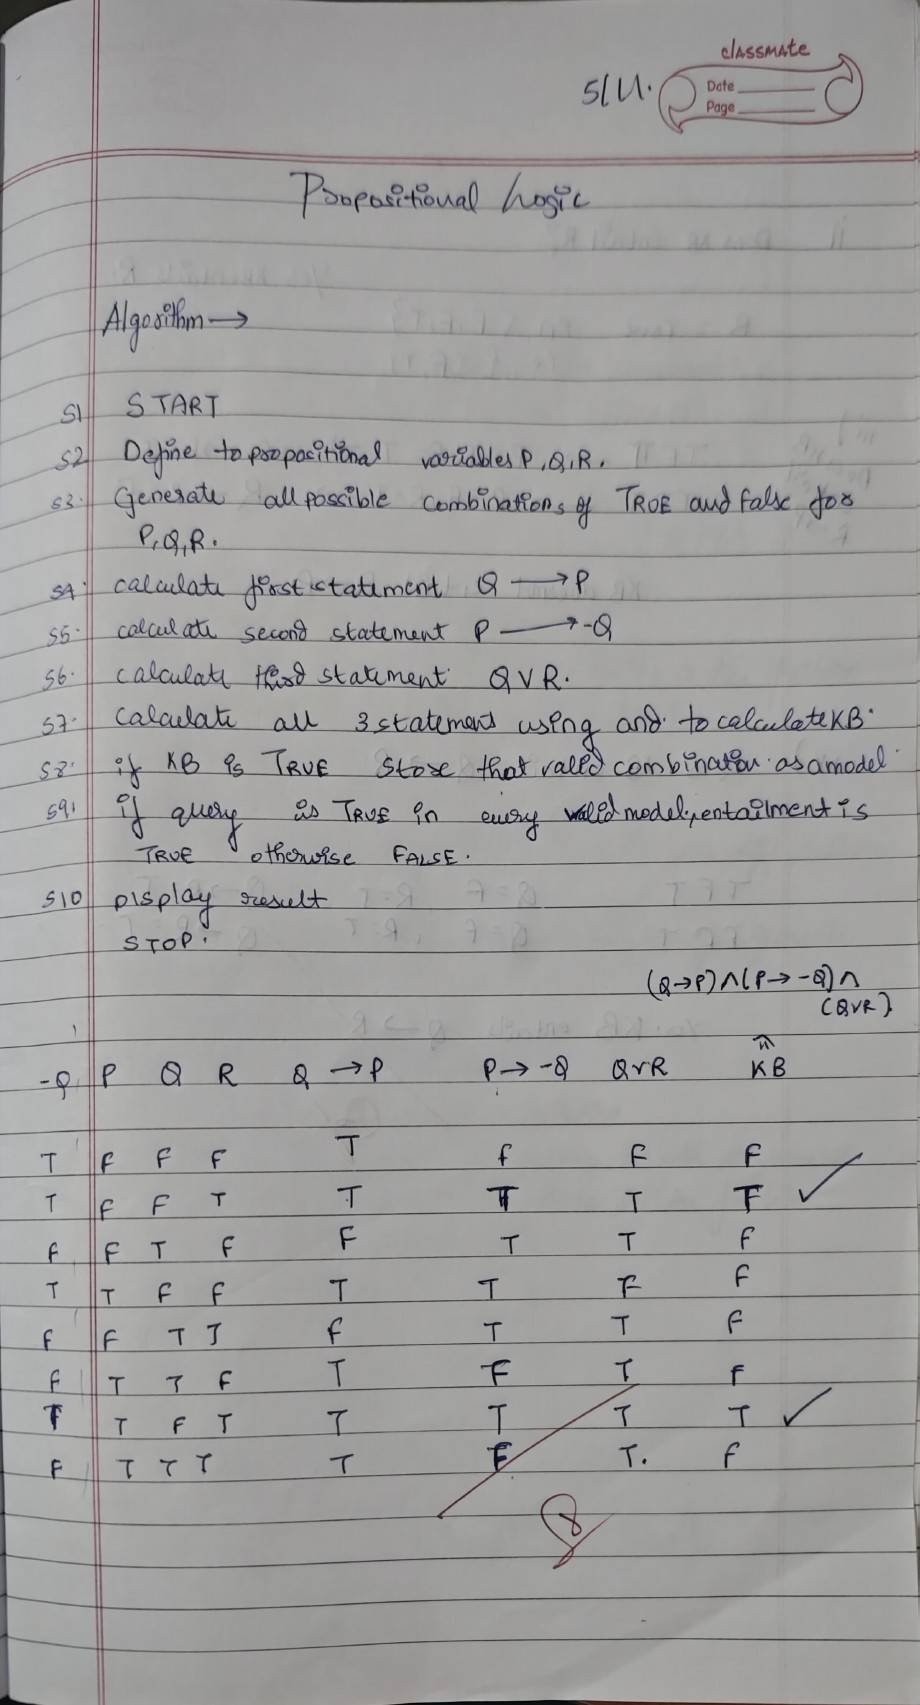 classmate
5/11.
Date
Page
Propositional Logic
Algorithm →
S1 START
S2 Define to propositional variables P, Q, R.
S3. Generate all possible combinations of TRUE and false for
P, Q, R.
S4. calculate first statement Q → P
S5. calculate second statement P → -Q
S6. calculate third statement Q V R.
S7. Calculate all 3 statement using and to calculate KB.
S8. if KB is TRUE store that valid combination as a model.
S9. if query is TRUE in every valid model, entailment is
TRUE otherwise FALSE.
S10 Display result
STOP.
(Q→P)∧(P→-Q)∧
(QVR)
-Q P Q R Q → P P → -Q QVR KB
T F F F T F F F
T F F T T T T T ✓
F F T F F T T F
T T F F T T F F
F F T T F T T F
F T T F T F T F
T T F T T T T T ✓
F T T T T F T. F